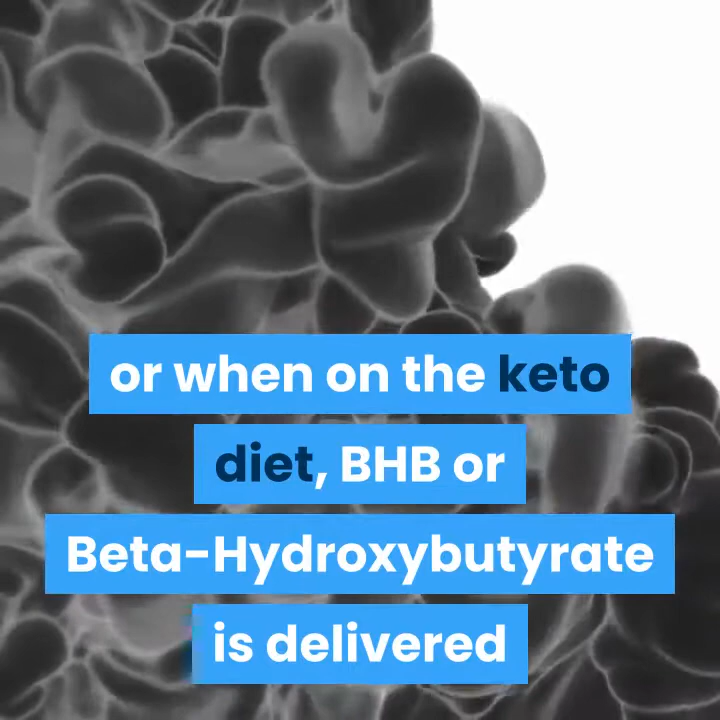 or when on the keto
diet, BHB or
Beta-Hydroxybutyrate
is delivered